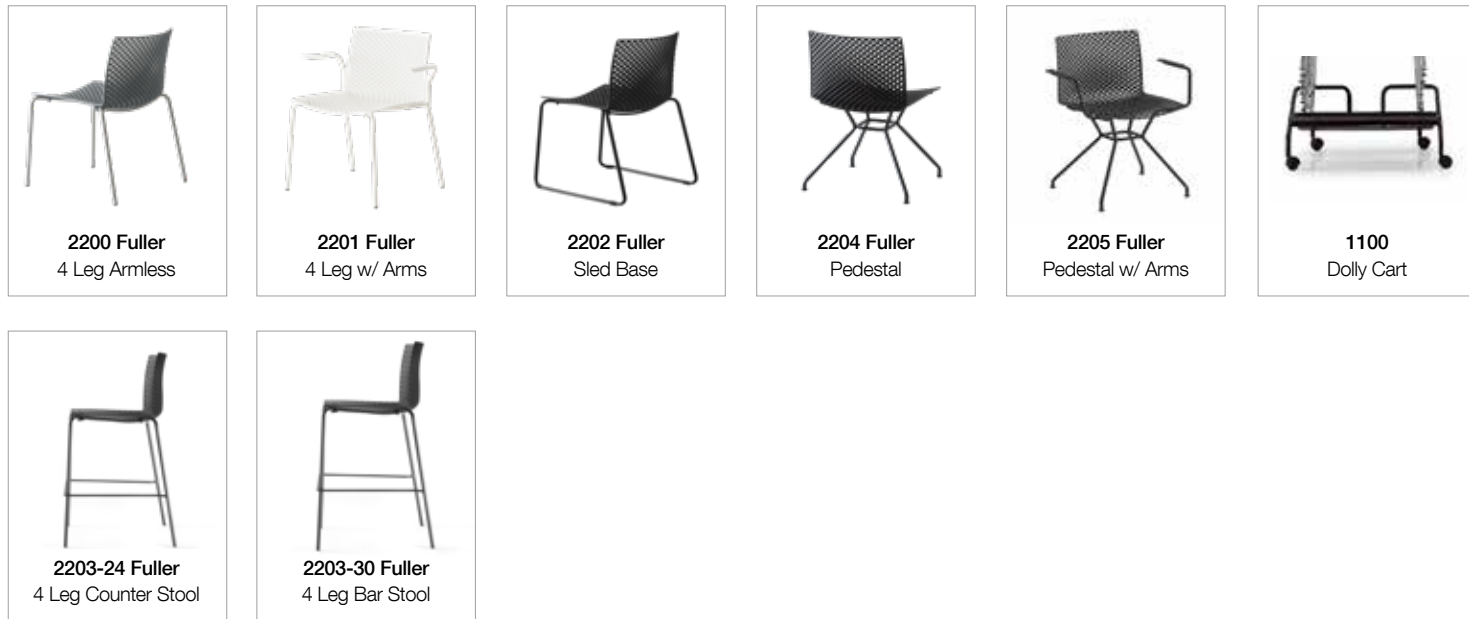 2200 Fuller
4 Leg Armless
2201 Fuller
4 Leg w/ Arms
2202 Fuller
Sled Base
2204 Fuller
Pedestal
2205 Fuller
Pedestal w/ Arms
1100
Dolly Cart
2203-24 Fuller
4 Leg Counter Stool
2203-30 Fuller
4 Leg Bar Stool